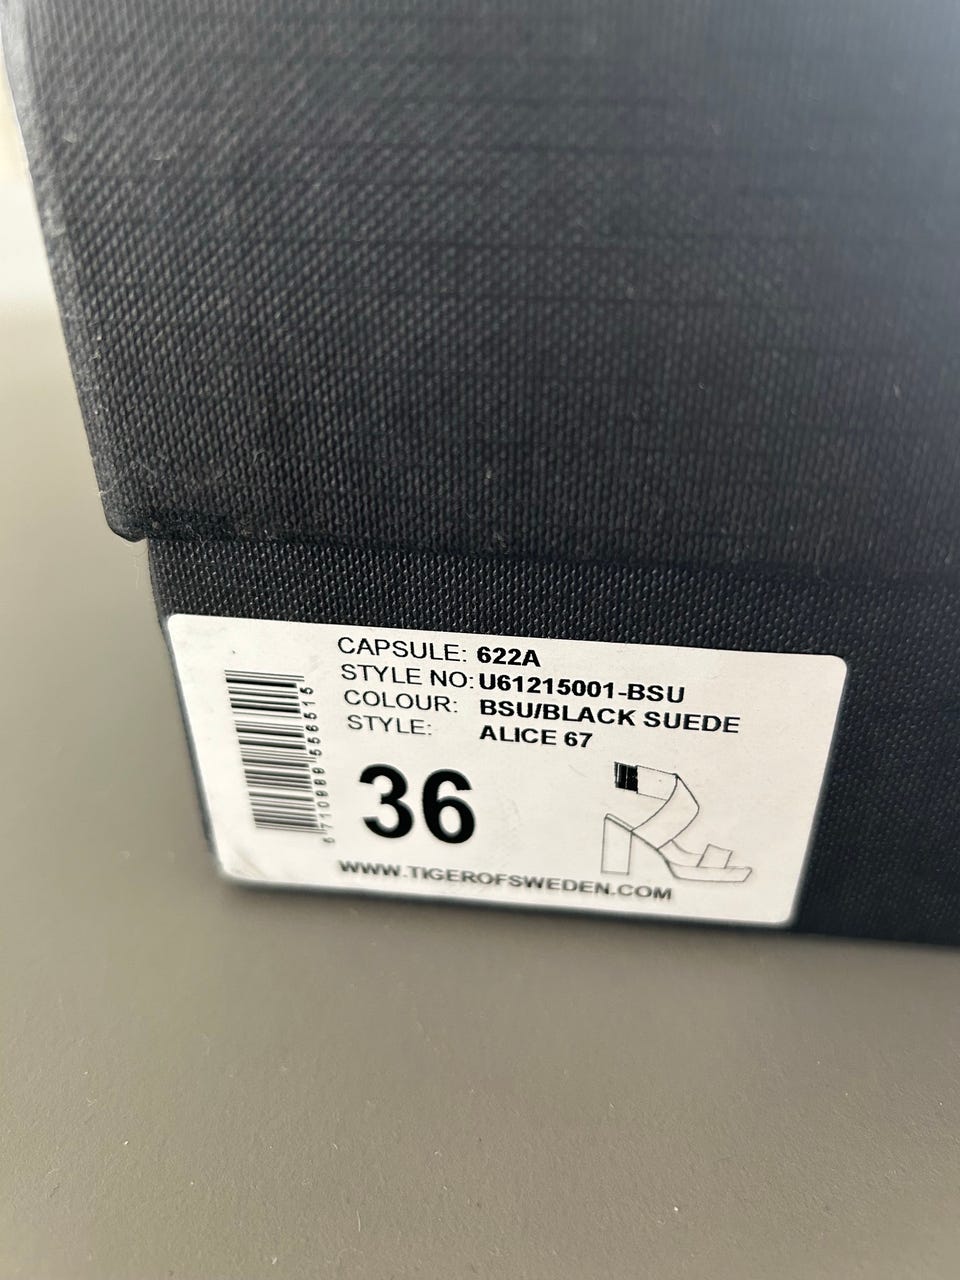 CAPSULE: 622A
STYLE NO: U61215001-BSU
COLOUR: BSU/BLACK SUEDE
STYLE: ALICE 67
36
WWW.TIGEROFSWEDEN.COM